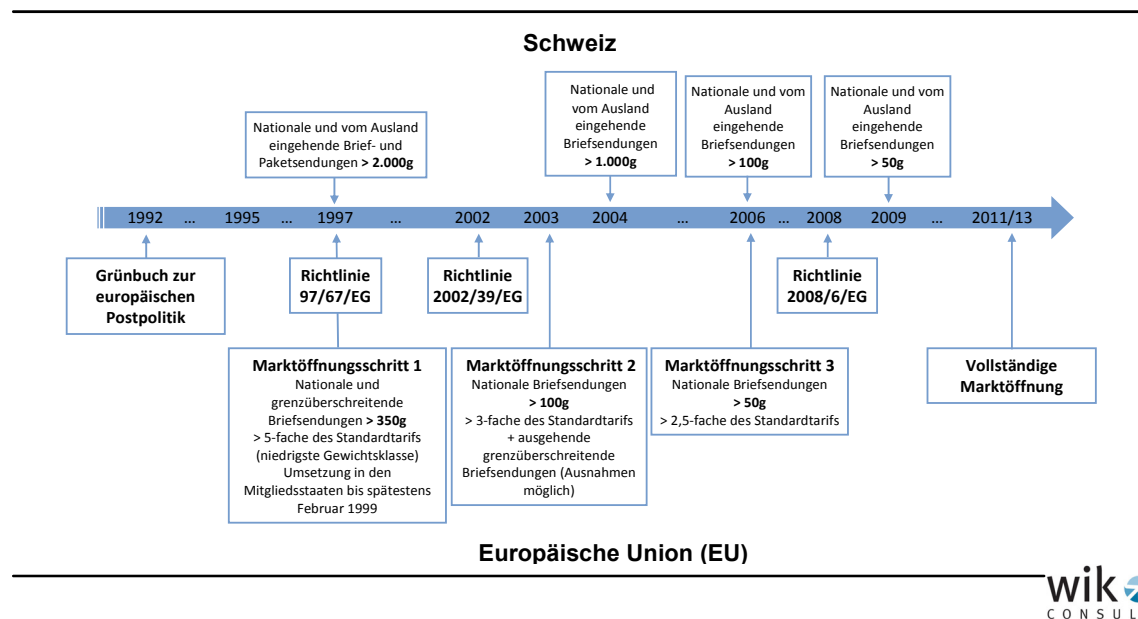 Schweiz
Nationale und vom Ausland
eingehende Brief- und
Paketsendungen > 2.000g
Nationale und
vom Ausland
eingehende
Briefsendungen
> 1.000g
Nationale und vom
Ausland
eingehende
Briefsendungen
> 100g
Nationale und vom
Ausland
eingehende
Briefsendungen
> 50g
1992 ... 1995 ... 1997 ... 2002 2003 2004 ... 2006 ... 2008 2009 ... 2011/13
Grünbuch zur
europäischen
Postpolitik
Richtlinie
97/67/EG
Richtlinie
2002/39/EG
Richtlinie
2008/6/EG
Marktöffnungsschritt 1
Nationale und
grenzüberschreitende
Briefsendungen > 350g
> 5-fache des Standardtarifs
(niedrigste Gewichtsklasse)
Umsetzung in den
Mitgliedsstaaten bis spätestens
Februar 1999
Marktöffnungsschritt 2
Nationale Briefsendungen
> 100g
> 3-fache des Standardtarifs
+ ausgehende
grenzüberschreitende
Briefsendungen (Ausnahmen
möglich)
Marktöffnungsschritt 3
Nationale Briefsendungen
> 50g
> 2,5-fache des Standardtarifs
Vollständige
Marktöffnung
Europäische Union (EU)
wik
CONSUL